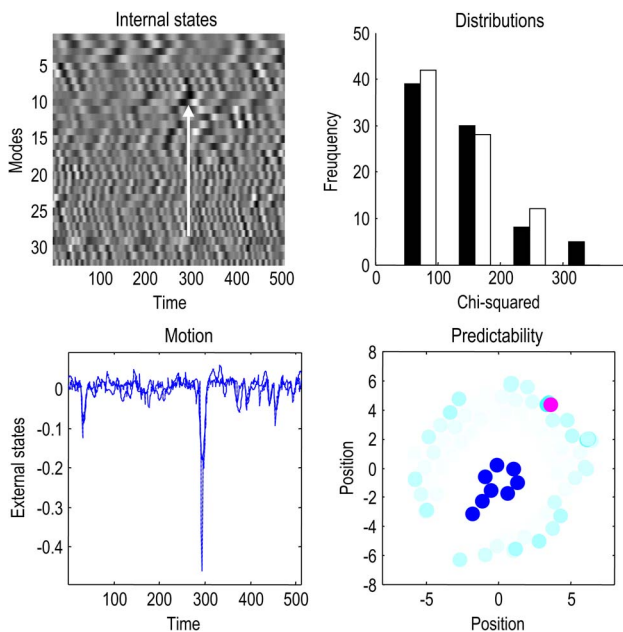 Internal states
5
10
15
20
25
30
Modes
100 200 300 400 500
Time
Distributions
50
40
30
20
10
0
Freuquency
0 100 200 300
Chi-squared
Motion
0
-0.1
-0.2
-0.3
-0.4
External states
100 200 300 400 500
Time
Predictability
8
6
4
2
0
-2
-4
-6
-8
Position
-5 0 5
Position